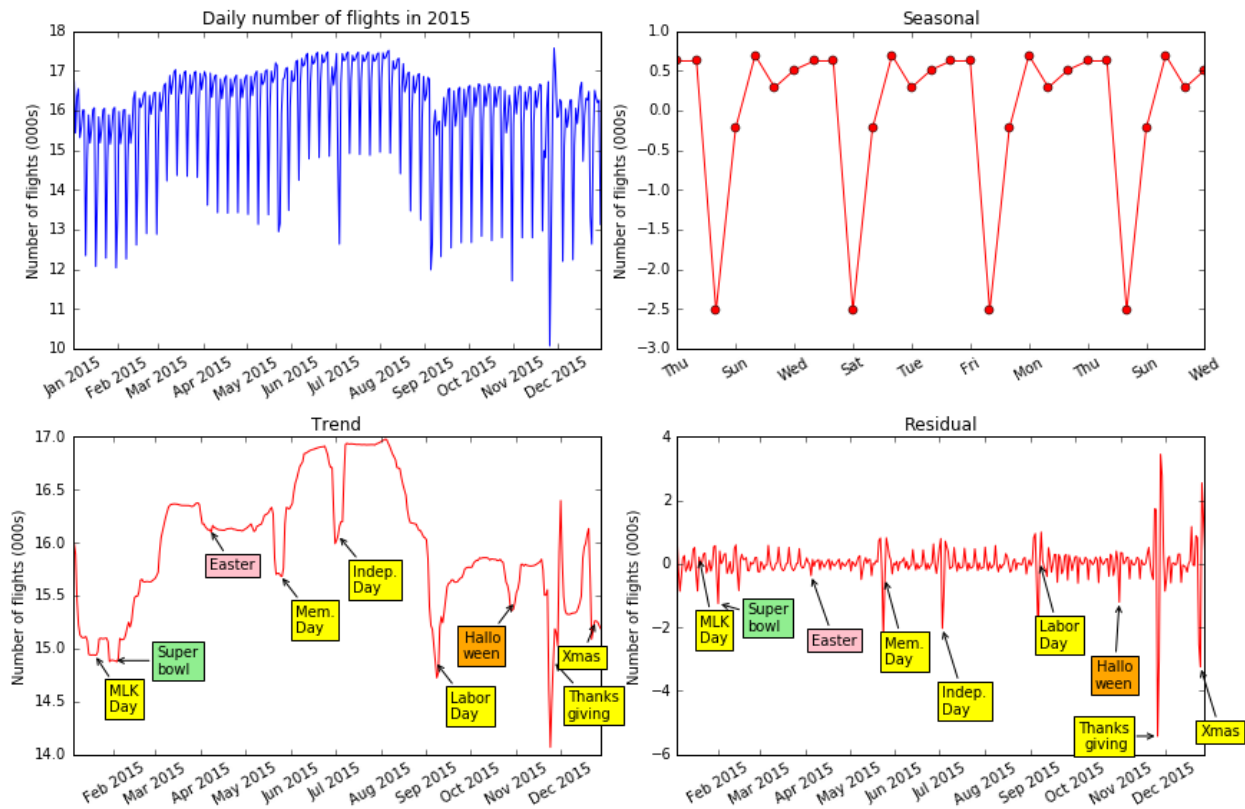 Daily number of flights in 2015
Number of flights (000s)
18
17
16
15
14
13
12
11
10
Jan 2015
Feb 2015
Mar 2015
Apr 2015
May 2015
Jun 2015
Jul 2015
Aug 2015
Sep 2015
Oct 2015
Nov 2015
Dec 2015
Seasonal
Number of flights (000s)
1.0
0.5
0.0
−0.5
−1.0
−1.5
−2.0
−2.5
−3.0
Thu
Sun
Wed
Sat
Tue
Fri
Mon
Thu
Sun
Wed
Trend
Number of flights (000s)
17.0
16.5
16.0
15.5
15.0
14.5
14.0
MLK
Day
Super
bowl
Easter
Mem.
Day
Indep.
Day
Labor
Day
Hallo
ween
Thanks
giving
Xmas
Feb 2015
Mar 2015
Apr 2015
May 2015
Jun 2015
Jul 2015
Aug 2015
Sep 2015
Oct 2015
Nov 2015
Dec 2015
Residual
Number of flights (000s)
4
2
0
−2
−4
−6
MLK
Day
Super
bowl
Easter
Mem.
Day
Indep.
Day
Labor
Day
Hallo
ween
Thanks
giving
Xmas
Feb 2015
Mar 2015
Apr 2015
May 2015
Jun 2015
Jul 2015
Aug 2015
Sep 2015
Oct 2015
Nov 2015
Dec 2015